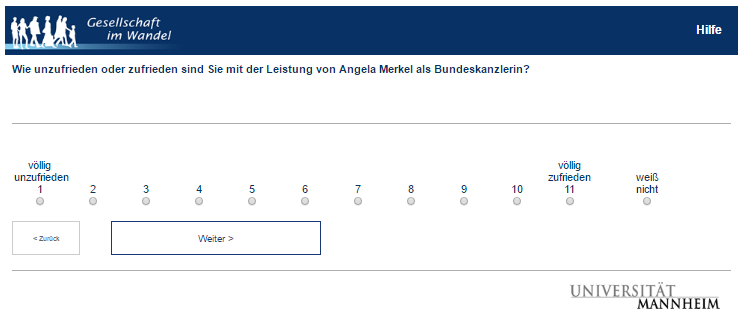 Gesellschaft
im Wandel
Hilfe
Wie unzufrieden oder zufrieden sind Sie mit der Leistung von Angela Merkel als Bundeskanzlerin?
völlig
unzufrieden
völlig
zufrieden
weiß
nicht
1 2 3 4 5 6 7 8 9 10 11
< Zurück
Weiter >
UNIVERSITÄT
MANNHEIM